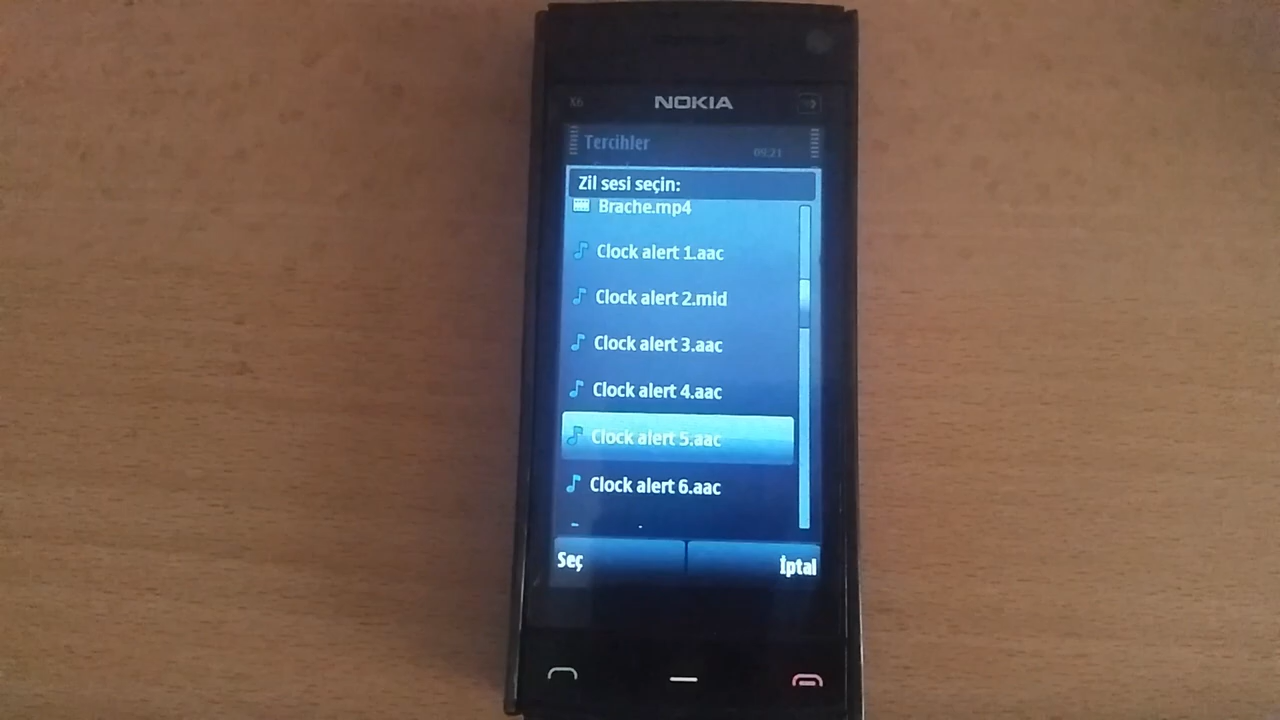 X6
NOKIA
Tercihler
09:21
Zil sesi seçin:
Brache.mp4
Clock alert 1.aac
Clock alert 2.mid
Clock alert 3.aac
Clock alert 4.aac
Clock alert 5.aac
Clock alert 6.aac
Seç
İptal